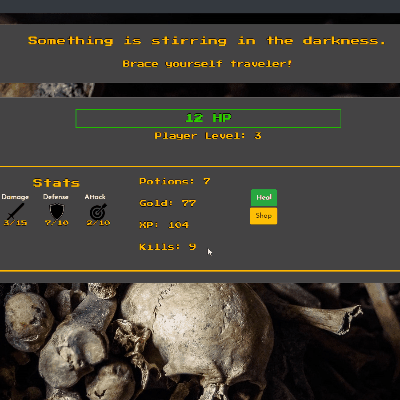 Something is stirring in the darkness.
Brace yourself traveler!
12 HP
Player Level: 3
Stats
Damage Defense Attack
3/15 7/10 2/10
Potions: 7
Gold: 77
XP: 104
Kills: 9
Heal
Shop